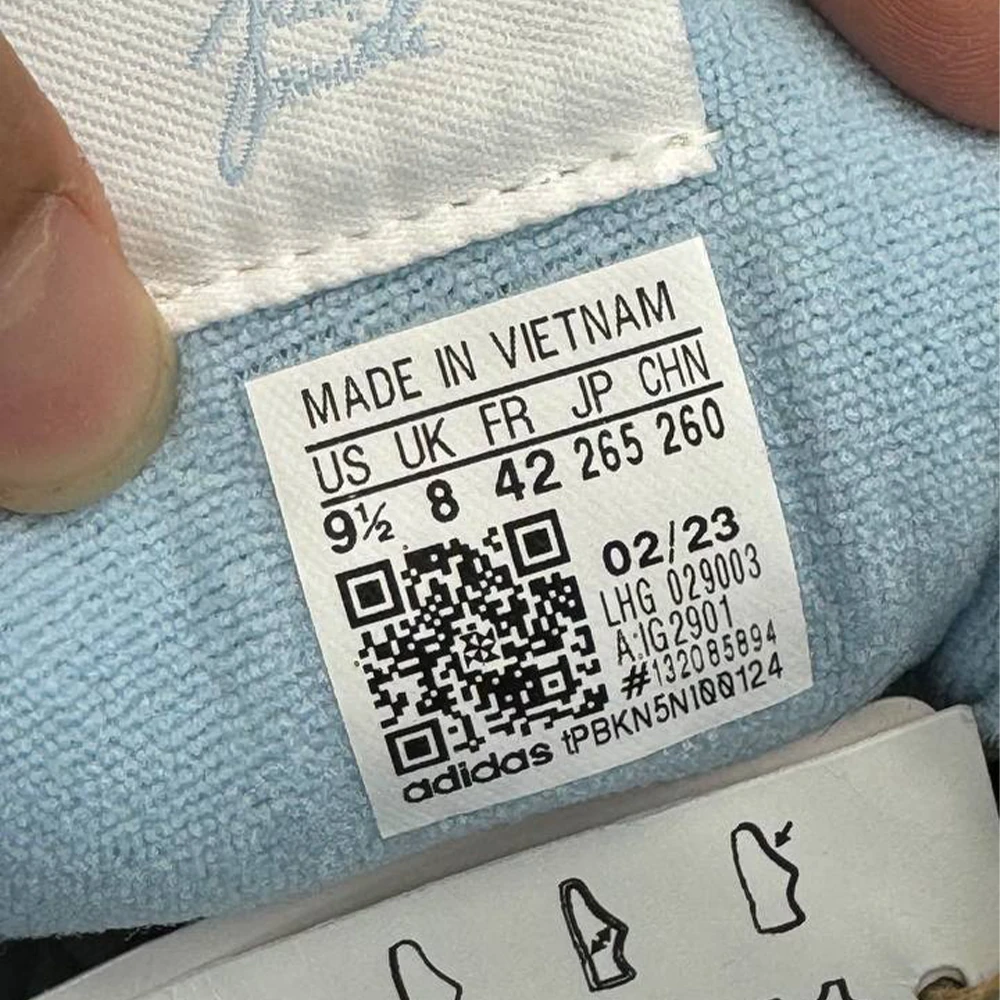 MADE IN VIETNAM
US UK FR JP CHN
9½ 8 42 265 260
02/23
LHG 029003
A:IG2901
#132085894
adidas tPBKN5NIQQ124